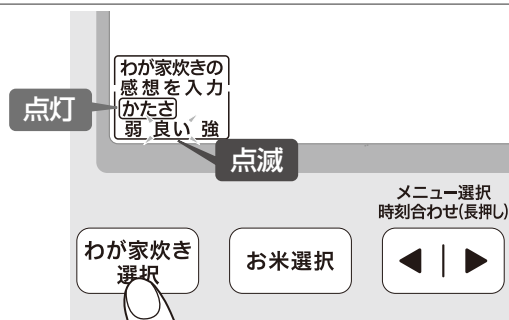 わが家炊きの
感想を入力
かたさ
弱 良い 強
点灯
点滅
メニュー選択
時刻合わせ(長押し)
わが家炊き
選択
お米選択